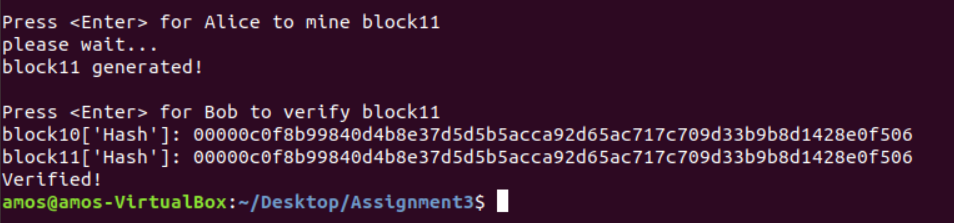 Press <Enter> for Alice to mine block11
please wait...
block11 generated!
Press <Enter> for Bob to verify block11
block10['Hash']: 00000c0f8b99840d4b8e37d5d5b5acca92d65ac717c709d33b9b8d1428e0f506
block11['Hash']: 00000c0f8b99840d4b8e37d5d5b5acca92d65ac717c709d33b9b8d1428e0f506
Verified!
amos@amos-VirtualBox:~/Desktop/Assignment3$